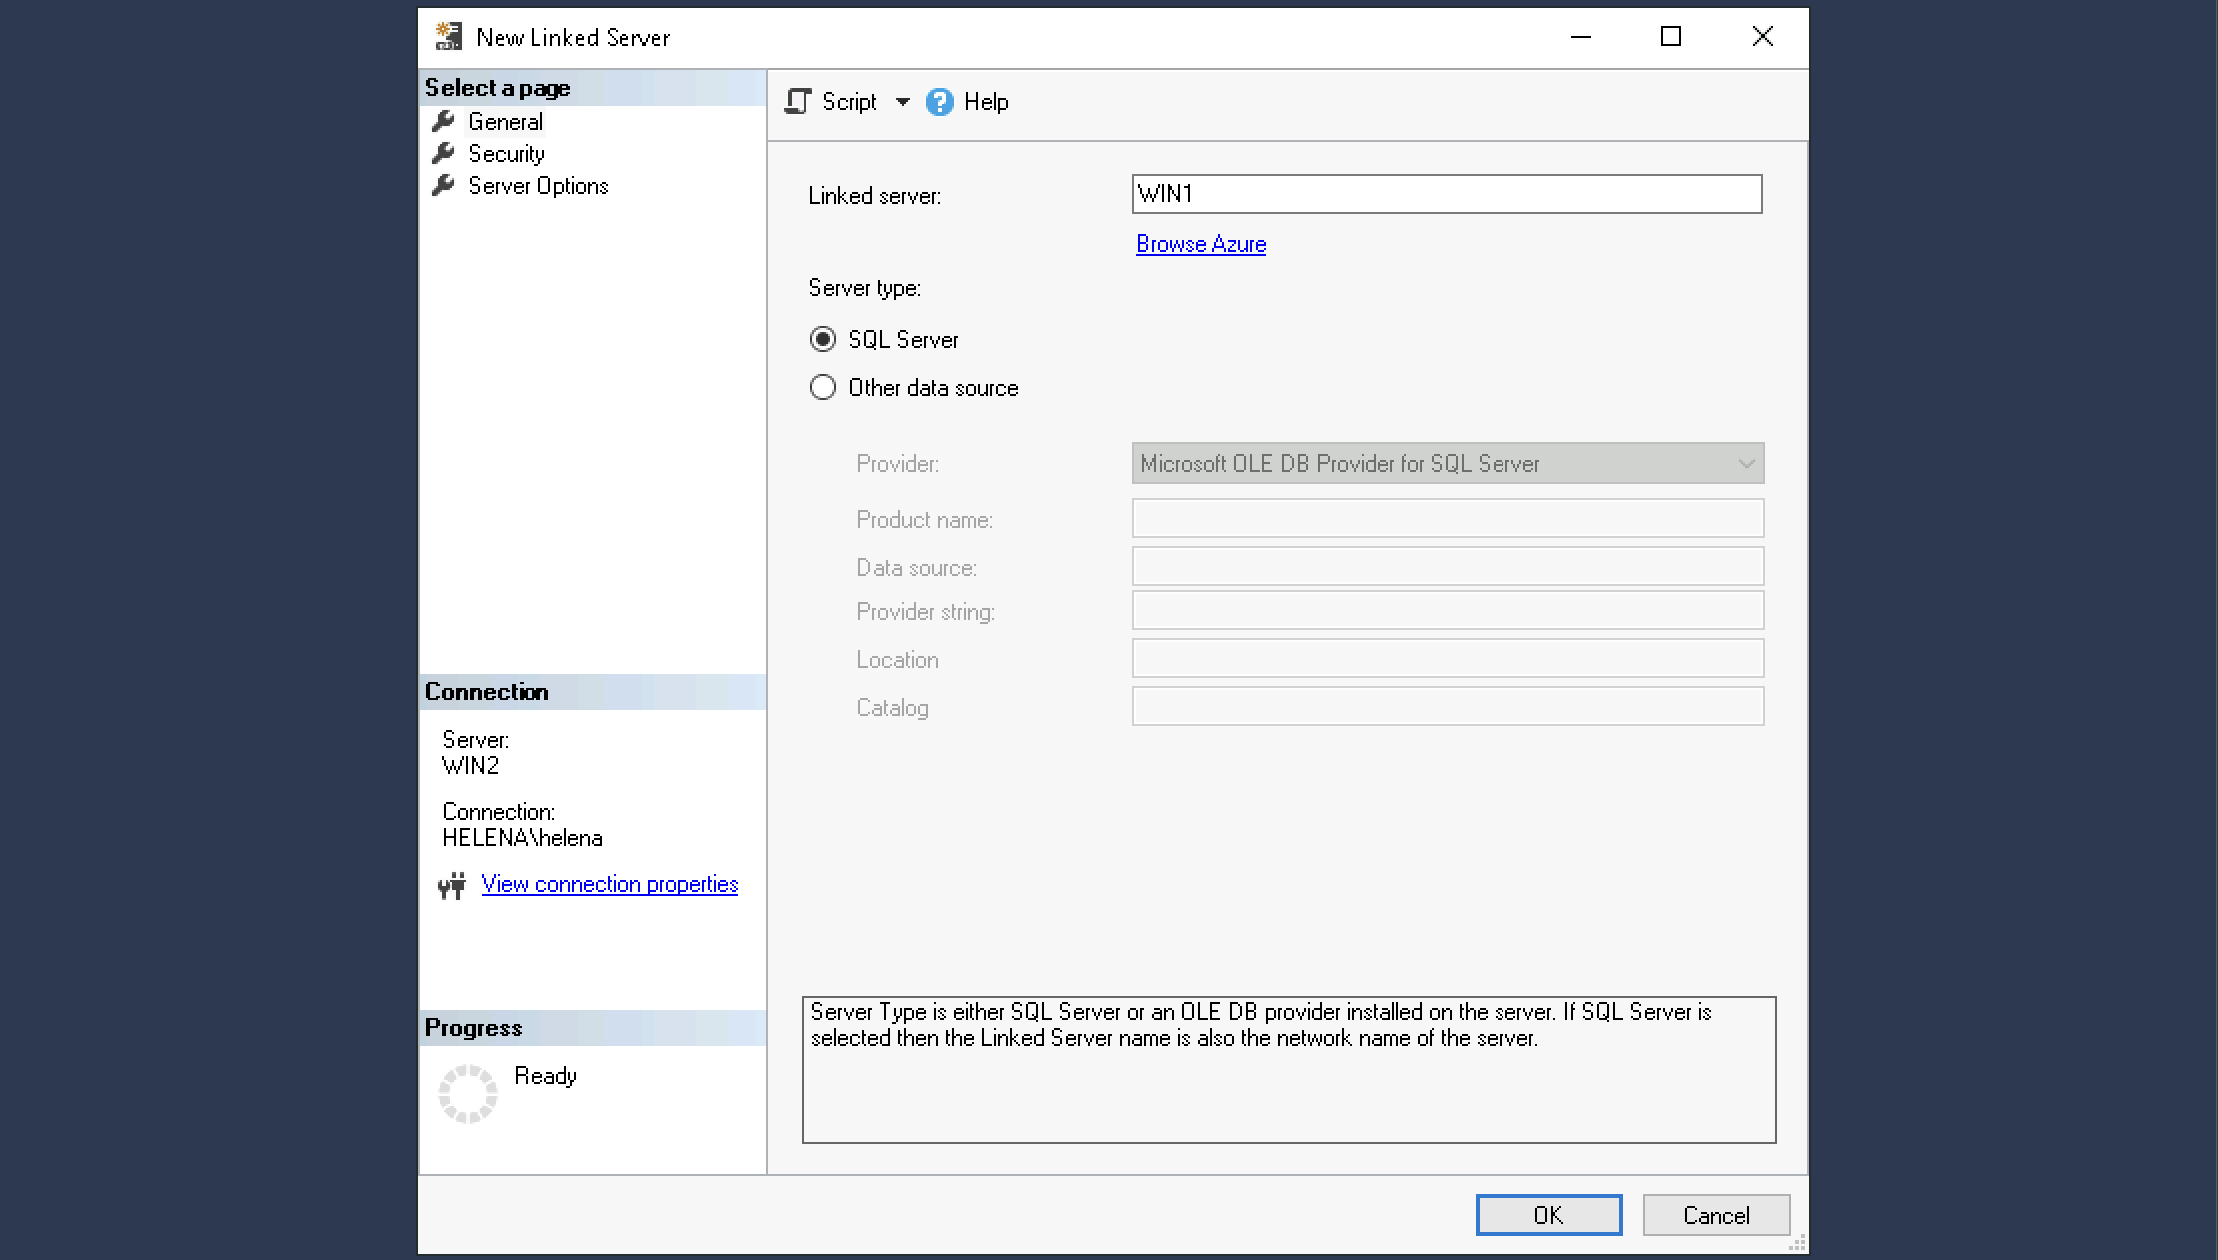 New Linked Server
Select a page
General
Security
Server Options
Script
Help
Linked server:
WIN1
Browse Azure
Server type:
SQL Server
Other data source
Provider:
Microsoft OLE DB Provider for SQL Server
Product name:
Data source:
Provider string:
Location
Catalog
Connection
Server:
WIN2
Connection:
HELENA\helena
View connection properties
Progress
Ready
Server Type is either SQL Server or an OLE DB provider installed on the server. If SQL Server is
selected then the Linked Server name is also the network name of the server.
OK
Cancel